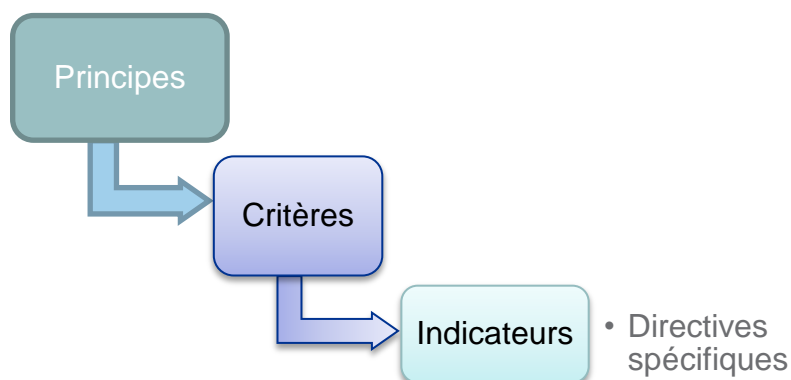 Principes
Critères
Indicateurs
• Directives
spécifiques